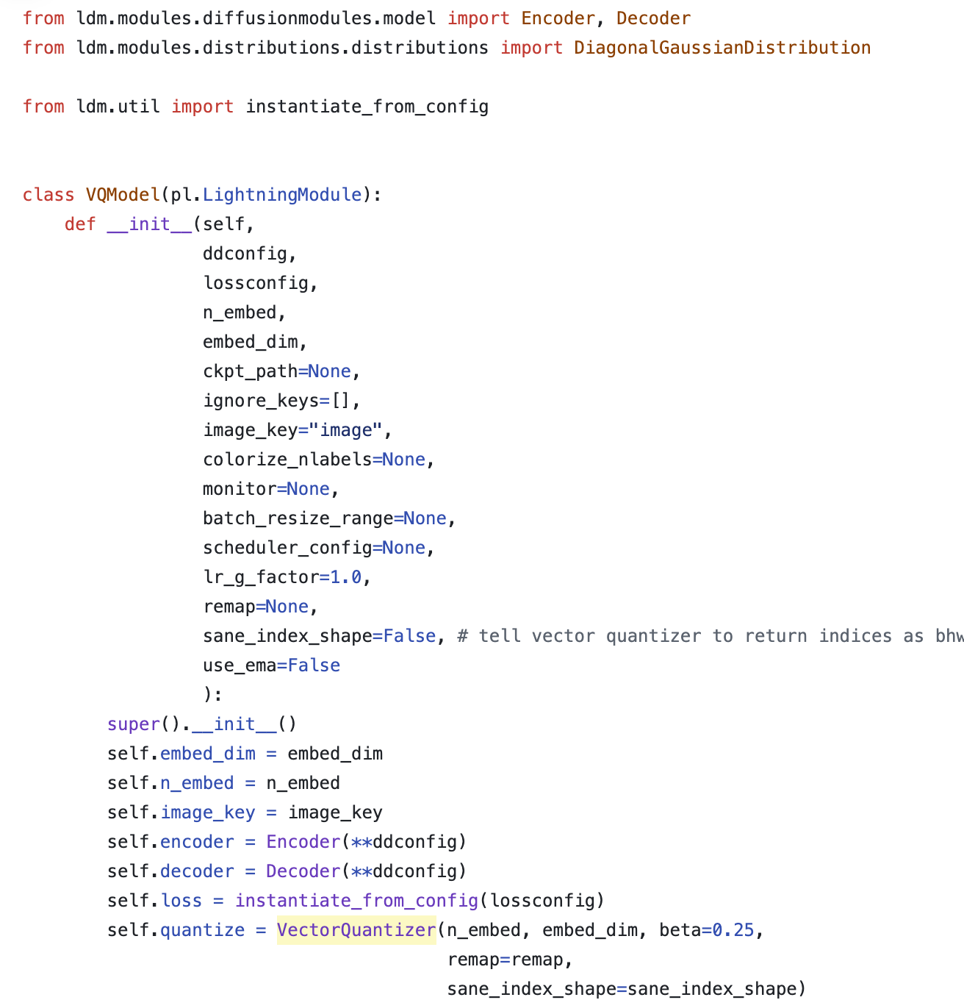 from ldm.modules.diffusionmodules.model import Encoder, Decoder
from ldm.modules.distributions.distributions import DiagonalGaussianDistribution
from ldm.util import instantiate_from_config
class VQModel(pl.LightningModule):
    def __init__(self,
                 ddconfig,
                 lossconfig,
                 n_embed,
                 embed_dim,
                 ckpt_path=None,
                 ignore_keys=[],
                 image_key="image",
                 colorize_nlabels=None,
                 monitor=None,
                 batch_resize_range=None,
                 scheduler_config=None,
                 lr_g_factor=1.0,
                 remap=None,
                 sane_index_shape=False, # tell vector quantizer to return indices as bhw
                 use_ema=False
                 ):
        super().__init__()
        self.embed_dim = embed_dim
        self.n_embed = n_embed
        self.image_key = image_key
        self.encoder = Encoder(**ddconfig)
        self.decoder = Decoder(**ddconfig)
        self.loss = instantiate_from_config(lossconfig)
        self.quantize = VectorQuantizer(n_embed, embed_dim, beta=0.25,
                                        remap=remap,
                                        sane_index_shape=sane_index_shape)